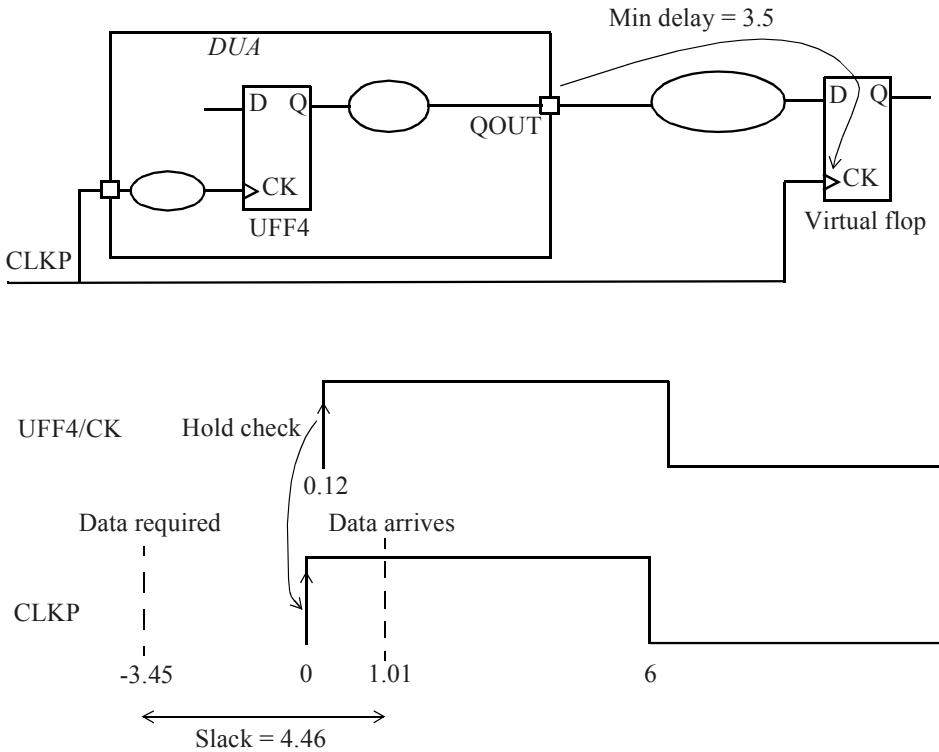 Min delay = 3.5
DUA
D Q
D Q
QOUT
CK
CK
UFF4
Virtual flop
CLKP
UFF4/CK
Hold check
0.12
Data required
Data arrives
CLKP
-3.45
0
1.01
6
Slack = 4.46